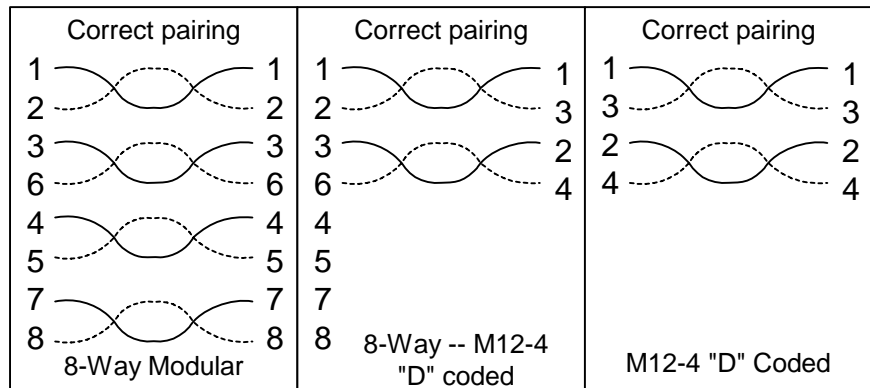 Correct pairing
1 1
2 2
3 3
6 6
4 4
5 5
7 7
8 8
8-Way Modular
Correct pairing
1 1
2 3
3 2
6 4
4
5
7
8
8-Way -- M12-4
"D" coded
Correct pairing
1 1
3 3
2 2
4 4
M12-4 "D" Coded